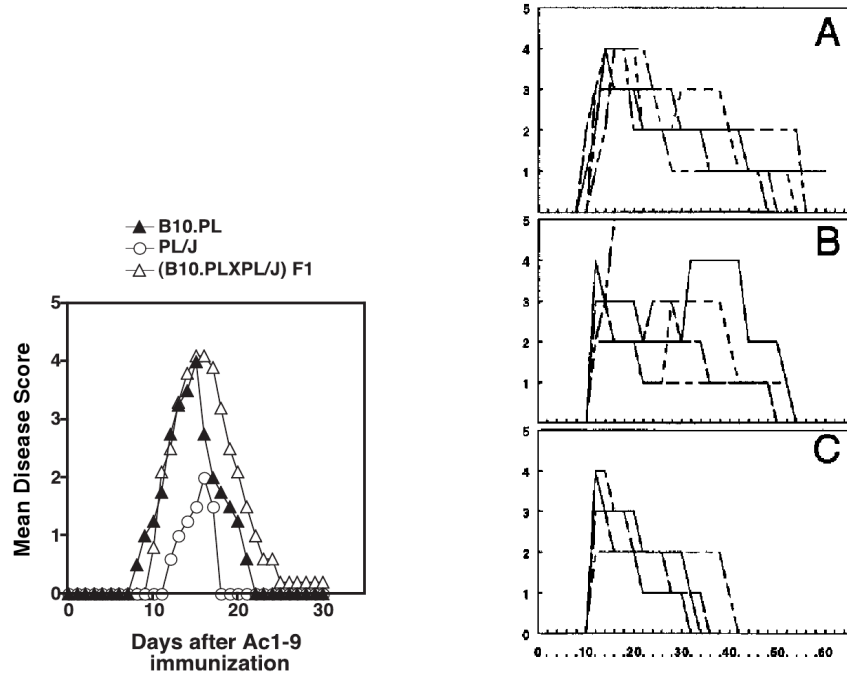 B10.PL
PL/J
(B10.PLXPL/J) F1
5
4
3
2
1
0
0 10 20 30
Mean Disease Score
Days after Ac1-9
immunization
A
5
4
3
2
1
B
5
4
3
2
1
C
5
4
3
2
1
0
0 10 20 30 40 50 60